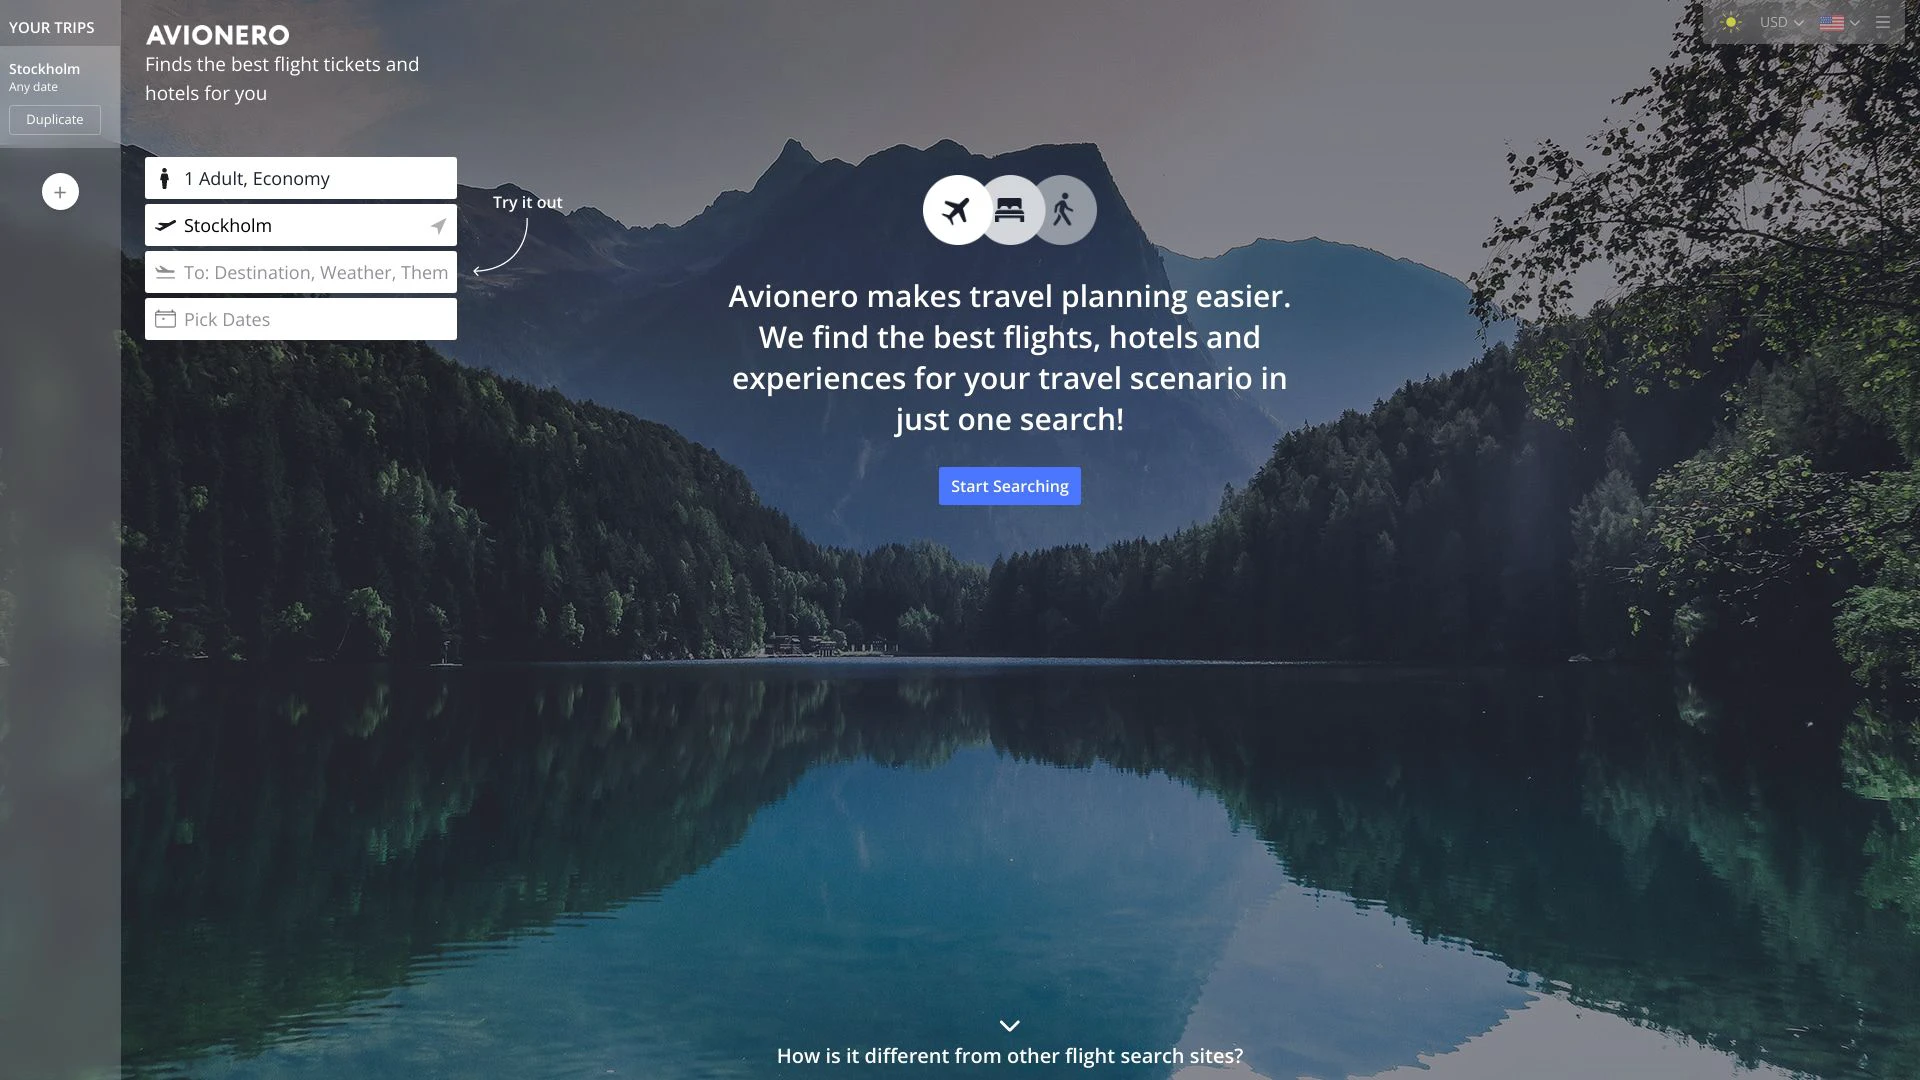 YOUR TRIPS
Stockholm
Any date
Duplicate
AVIONERO
Finds the best flight tickets and
hotels for you
1 Adult, Economy
Stockholm
To: Destination, Weather, Them
Pick Dates
Try it out
USD
Avionero makes travel planning easier.
We find the best flights, hotels and
experiences for your travel scenario in
just one search!
Start Searching
How is it different from other flight search sites?